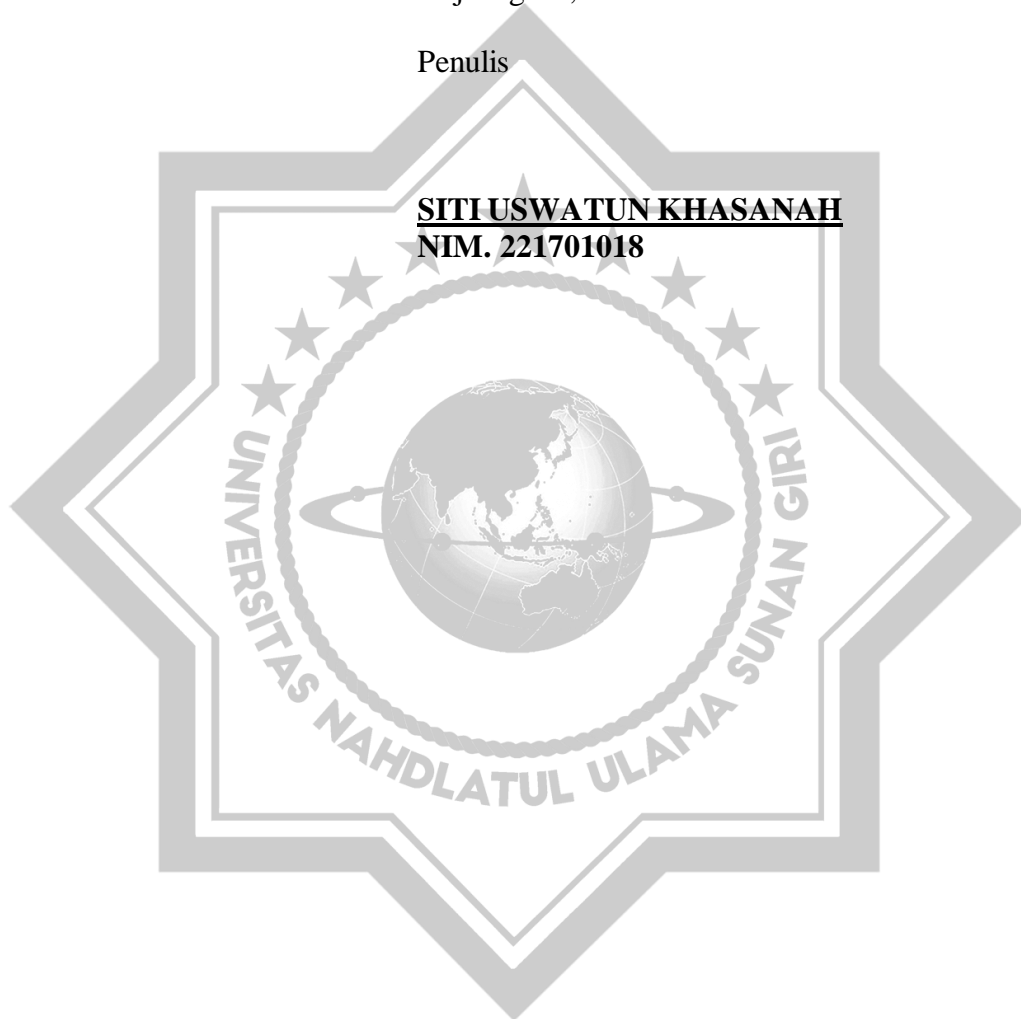 Penulis
SITI USWATUN KHASANAH
NIM. 221701018
UNIVERSITAS NAHDLATUL ULAMA SUNAN GIRI